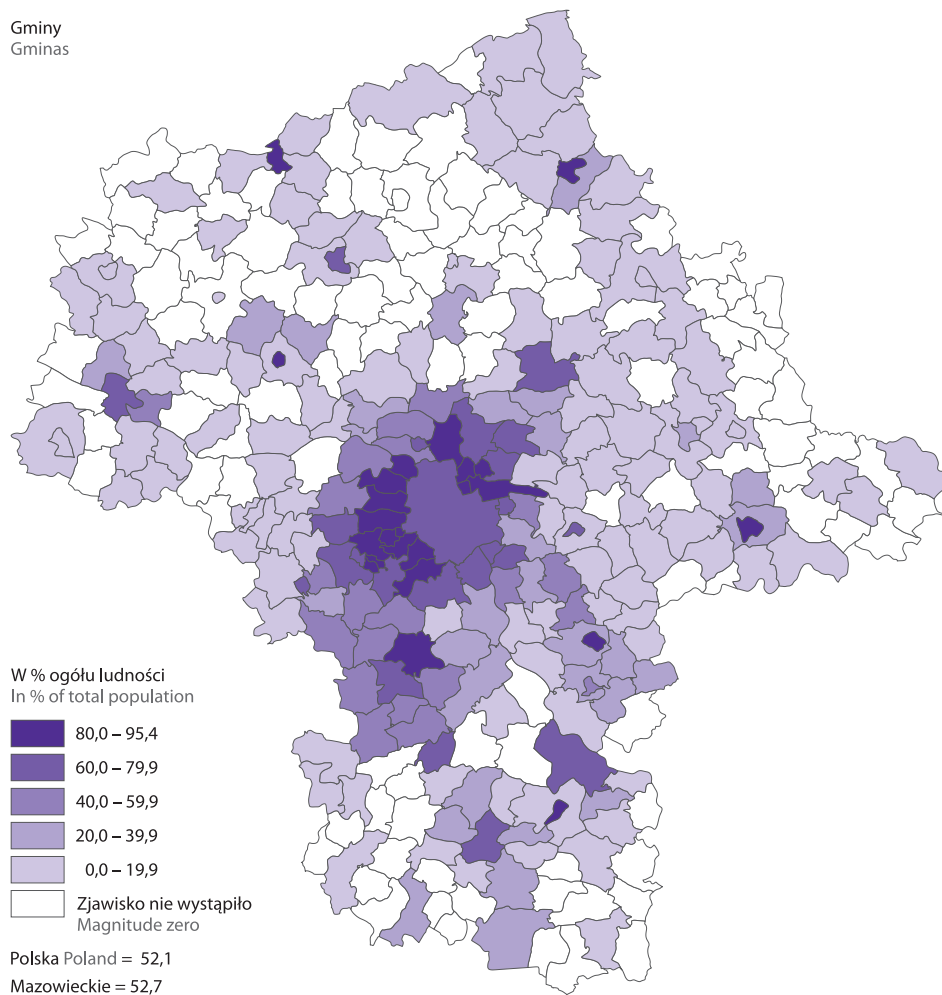 Gminy
Gminas
W % ogółu ludności
In % of total population
80,0 – 95,4
60,0 – 79,9
40,0 – 59,9
20,0 – 39,9
0,0 – 19,9
Zjawisko nie wystąpiło
Magnitude zero
Polska Poland = 52,1
Mazowieckie = 52,7